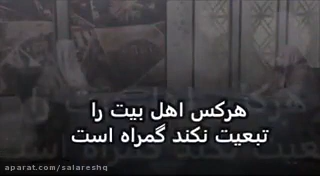 هرکس اهل بیت را
تبعیت نکند گمراه است
aparat.com/salareshq